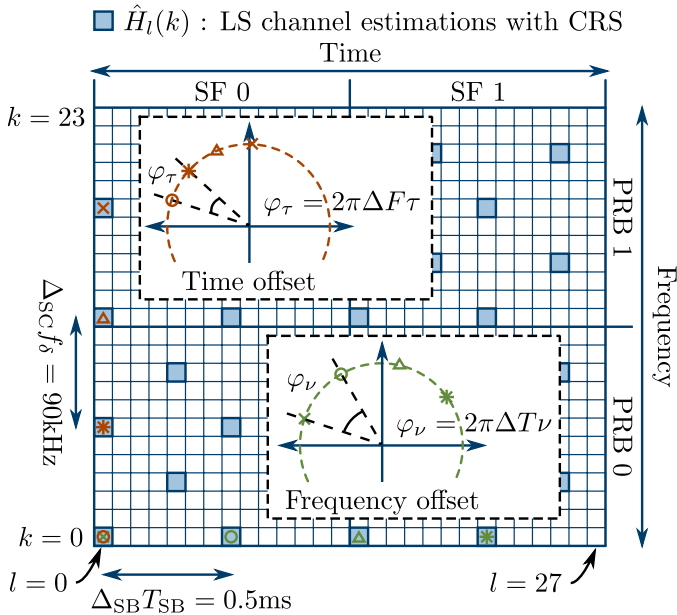 Ĥ_l(k) : LS channel estimations with CRS
Time
SF 0 SF 1
k = 23
φ_τ
φ_τ = 2πΔFτ
Time offset
PRB 1
Frequency
Δ_SC f_δ = 90kHz
φ_ν
φ_ν = 2πΔTν
Frequency offset
PRB 0
k = 0
l = 0
l = 27
Δ_SB T_SB = 0.5ms